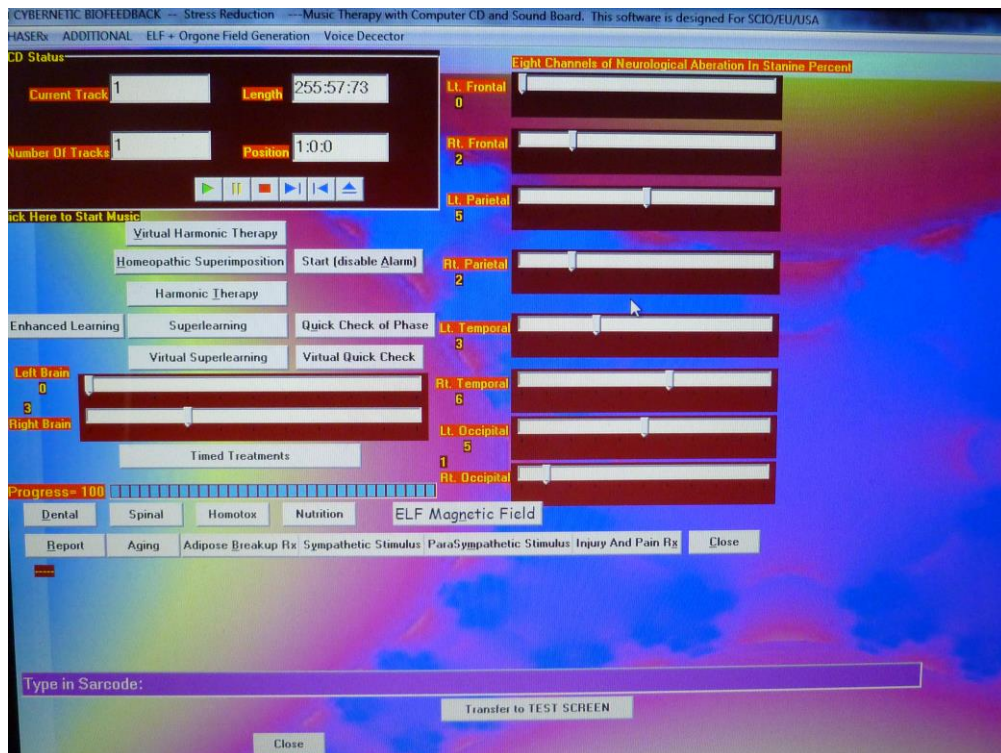 CYBERNETIC BIOFEEDBACK -- Stress Reduction ---Music Therapy with Computer CD and Sound Board. This software is designed For SCIO/EU/USA
HASERx ADDITIONAL ELF + Orgone Field Generation Voice Decector
CD Status
Current Track 1 Length 255:57:73
Number Of Tracks 1 Position 1:0:0
ick Here to Start Music
Virtual Harmonic Therapy
Homeopathic Superimposition Start (disable Alarm)
Harmonic Therapy
Enhanced Learning Superlearning Quick Check of Phase
Virtual Superlearning Virtual Quick Check
Left Brain
0
3
Right Brain
Timed Treatments
Progress= 100
Eight Channels of Neurological Aberation In Stanine Percent
Lt. Frontal
0
Rt. Frontal
2
Lt. Parietal
5
Rt. Parietal
2
Lt. Temporal
3
Rt. Temporal
6
Lt. Occipital
5
1
Rt. Occipital
Dental Spinal Homotox Nutrition ELF Magnetic Field
Report Aging Adipose Breakup Rx Sympathetic Stimulus ParaSympathetic Stimulus Injury And Pain Rx Close
-----
Type in Sarcode:
Transfer to TEST SCREEN
Close